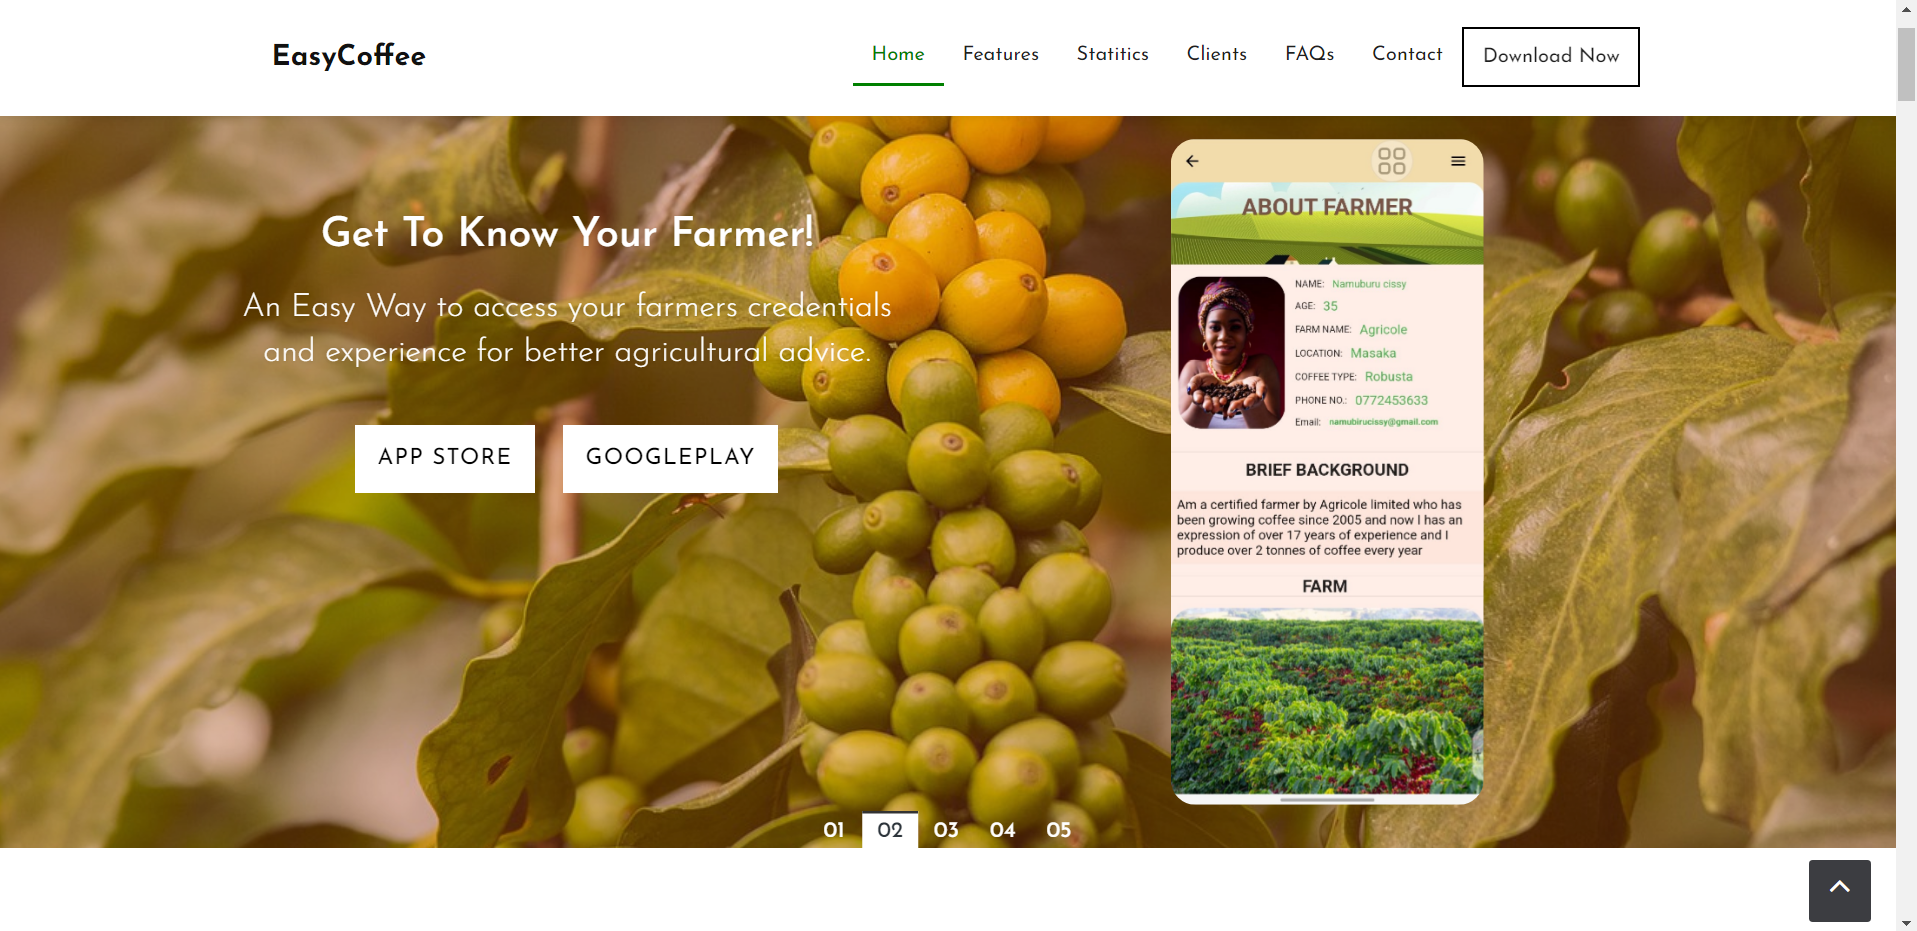 EasyCoffee
Home Features Statitics Clients FAQs Contact Download Now
Get To Know Your Farmer!
An Easy Way to access your farmers credentials
and experience for better agricultural advice.
APP STORE GOOGLEPLAY
ABOUT FARMER
NAME: Namuburu cissy
AGE: 35
FARM NAME: Agricole
LOCATION: Masaka
COFFEE TYPE: Robusta
PHONE NO.: 0772453633
Email: namubirucissy@gmail.com
BRIEF BACKGROUND
Am a certified farmer by Agricole limited who has
been growing coffee since 2005 and now I has an
expression of over 17 years of experience and I
produce over 2 tonnes of coffee every year
FARM
01 02 03 04 05